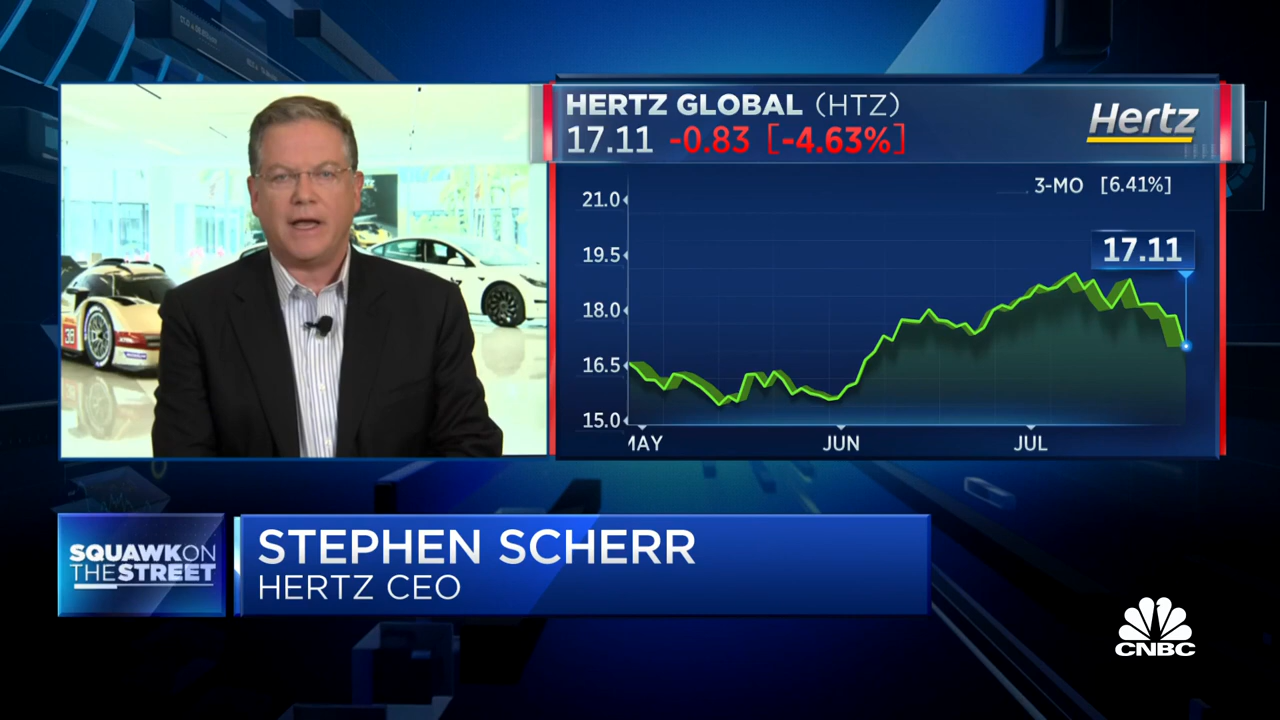 HERTZ GLOBAL (HTZ)
17.11 -0.83 [-4.63%]
Hertz
3-MO [6.41%]
21.0
19.5
18.0
16.5
15.0
17.11
MAY JUN JUL
38
STEPHEN SCHERR
HERTZ CEO
SQUAWK ON
THE STREET
CNBC